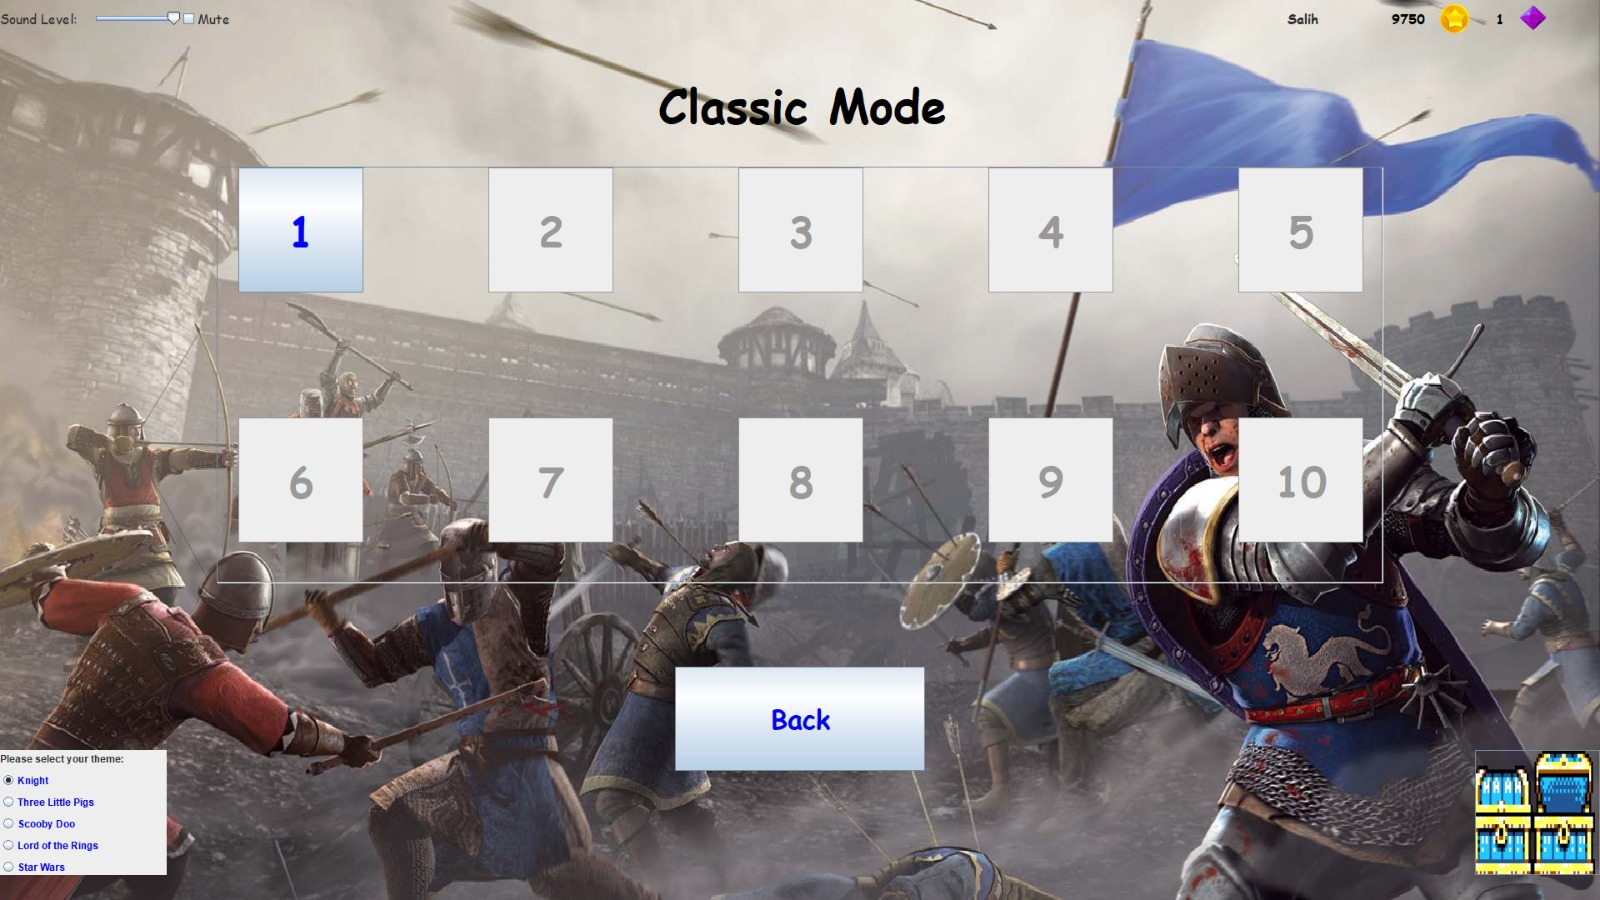 Sound Level:
Mute
Salih
9750
1
Classic Mode
1
2
3
4
5
6
7
8
9
10
Back
Please select your theme:
Knight
Three Little Pigs
Scooby Doo
Lord of the Rings
Star Wars